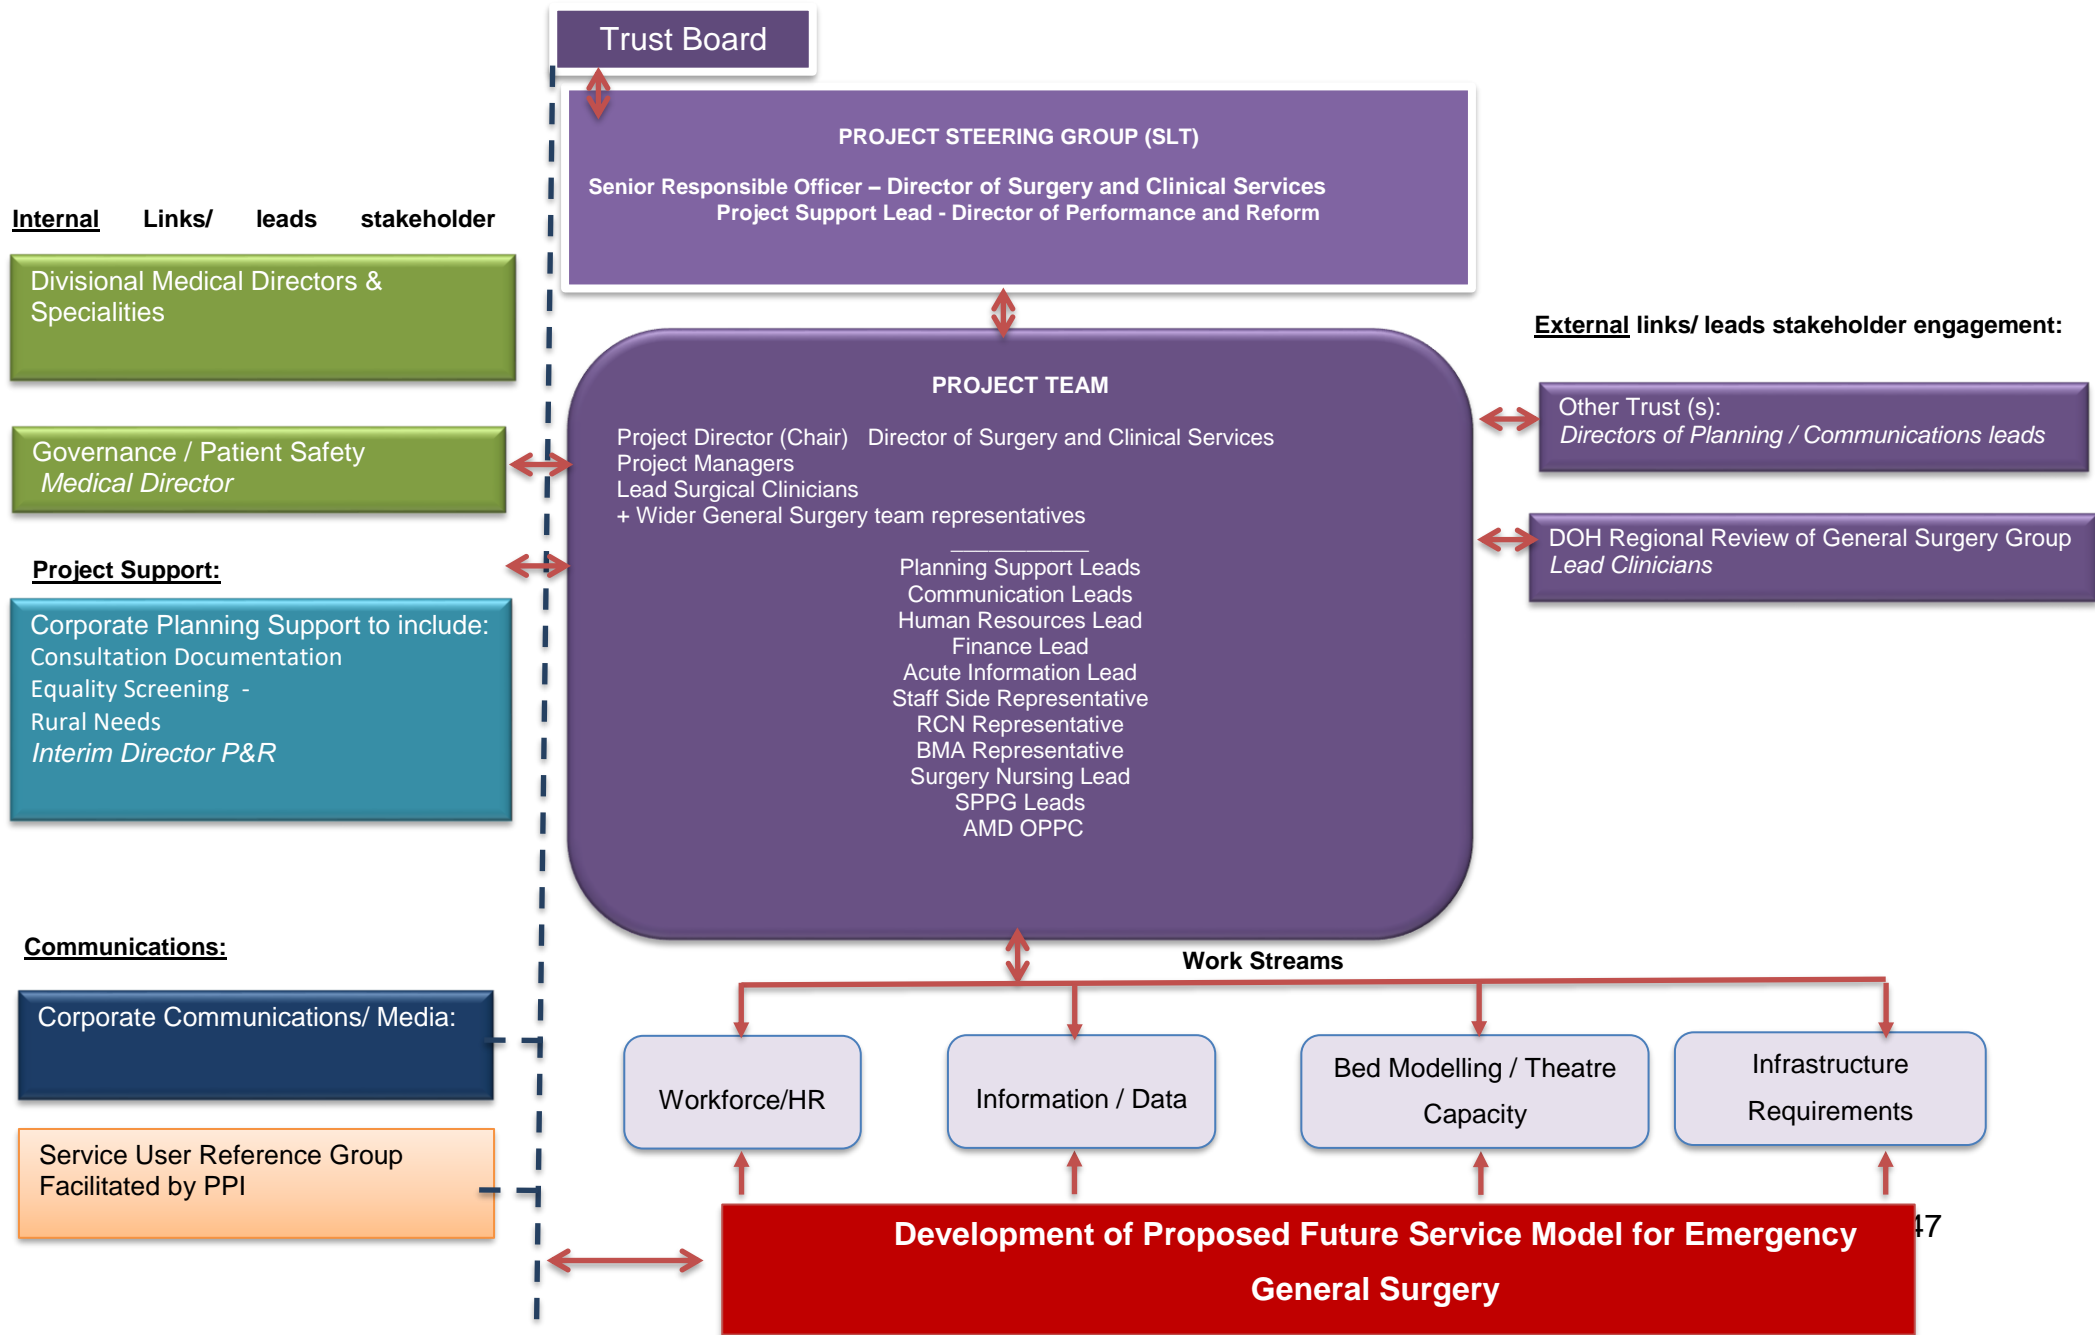 Trust Board
PROJECT STEERING GROUP (SLT)
Senior Responsible Officer – Director of Surgery and Clinical Services
Project Support Lead - Director of Performance and Reform
Internal Links/ leads stakeholder
Divisional Medical Directors &
Specialities
Governance / Patient Safety
Medical Director
Project Support:
Corporate Planning Support to include:
Consultation Documentation
Equality Screening -
Rural Needs
Interim Director P&R
Communications:
Corporate Communications/ Media:
Service User Reference Group
Facilitated by PPI
PROJECT TEAM
Project Director (Chair) Director of Surgery and Clinical Services
Project Managers
Lead Surgical Clinicians
+ Wider General Surgery team representatives
___________
Planning Support Leads
Communication Leads
Human Resources Lead
Finance Lead
Acute Information Lead
Staff Side Representative
RCN Representative
BMA Representative
Surgery Nursing Lead
SPPG Leads
AMD OPPC
External links/ leads stakeholder engagement:
Other Trust (s):
Directors of Planning / Communications leads
DOH Regional Review of General Surgery Group
Lead Clinicians
Work Streams
Workforce/HR
Information / Data
Bed Modelling / Theatre
Capacity
Infrastructure
Requirements
Development of Proposed Future Service Model for Emergency
General Surgery
47